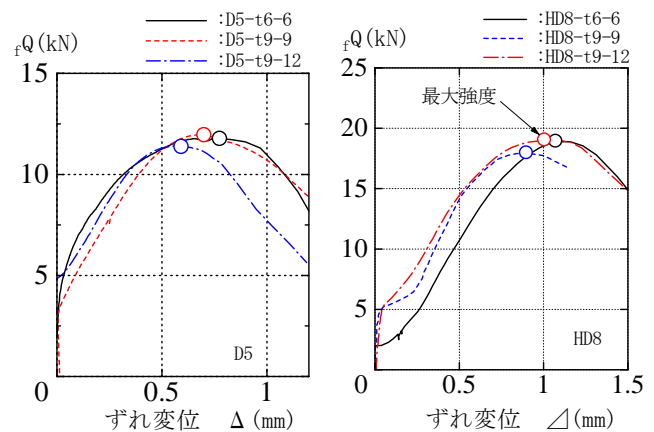 :D5-t6-6
:D5-t9-9
:D5-t9-12
fQ(kN)
15
10
5
0
0.5
1
D5
ずれ変位 Δ(mm)
:HD8-t6-6
:HD8-t9-9
:HD8-t9-12
fQ(kN)
25
最大強度
20
15
10
5
0
0.5
1
1.5
HD8
ずれ変位 ⊿(mm)